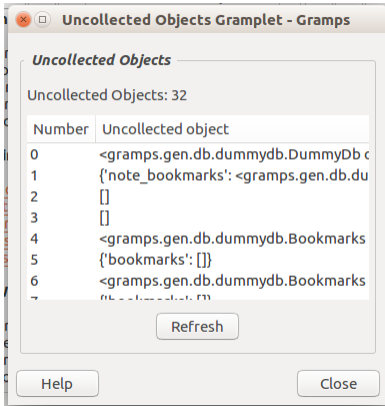 Uncollected Objects Gramplet - Gramps
Uncollected Objects
Uncollected Objects: 32
Number Uncollected object
0 <gramps.gen.db.dummydb.DummyDb
1 {'note_bookmarks': <gramps.gen.db.du
2 []
3 []
4 <gramps.gen.db.dummydb.Bookmarks
5 {'bookmarks': []}
6 <gramps.gen.db.dummydb.Bookmarks
7 {'bookmarks': []}
Refresh
Help Close